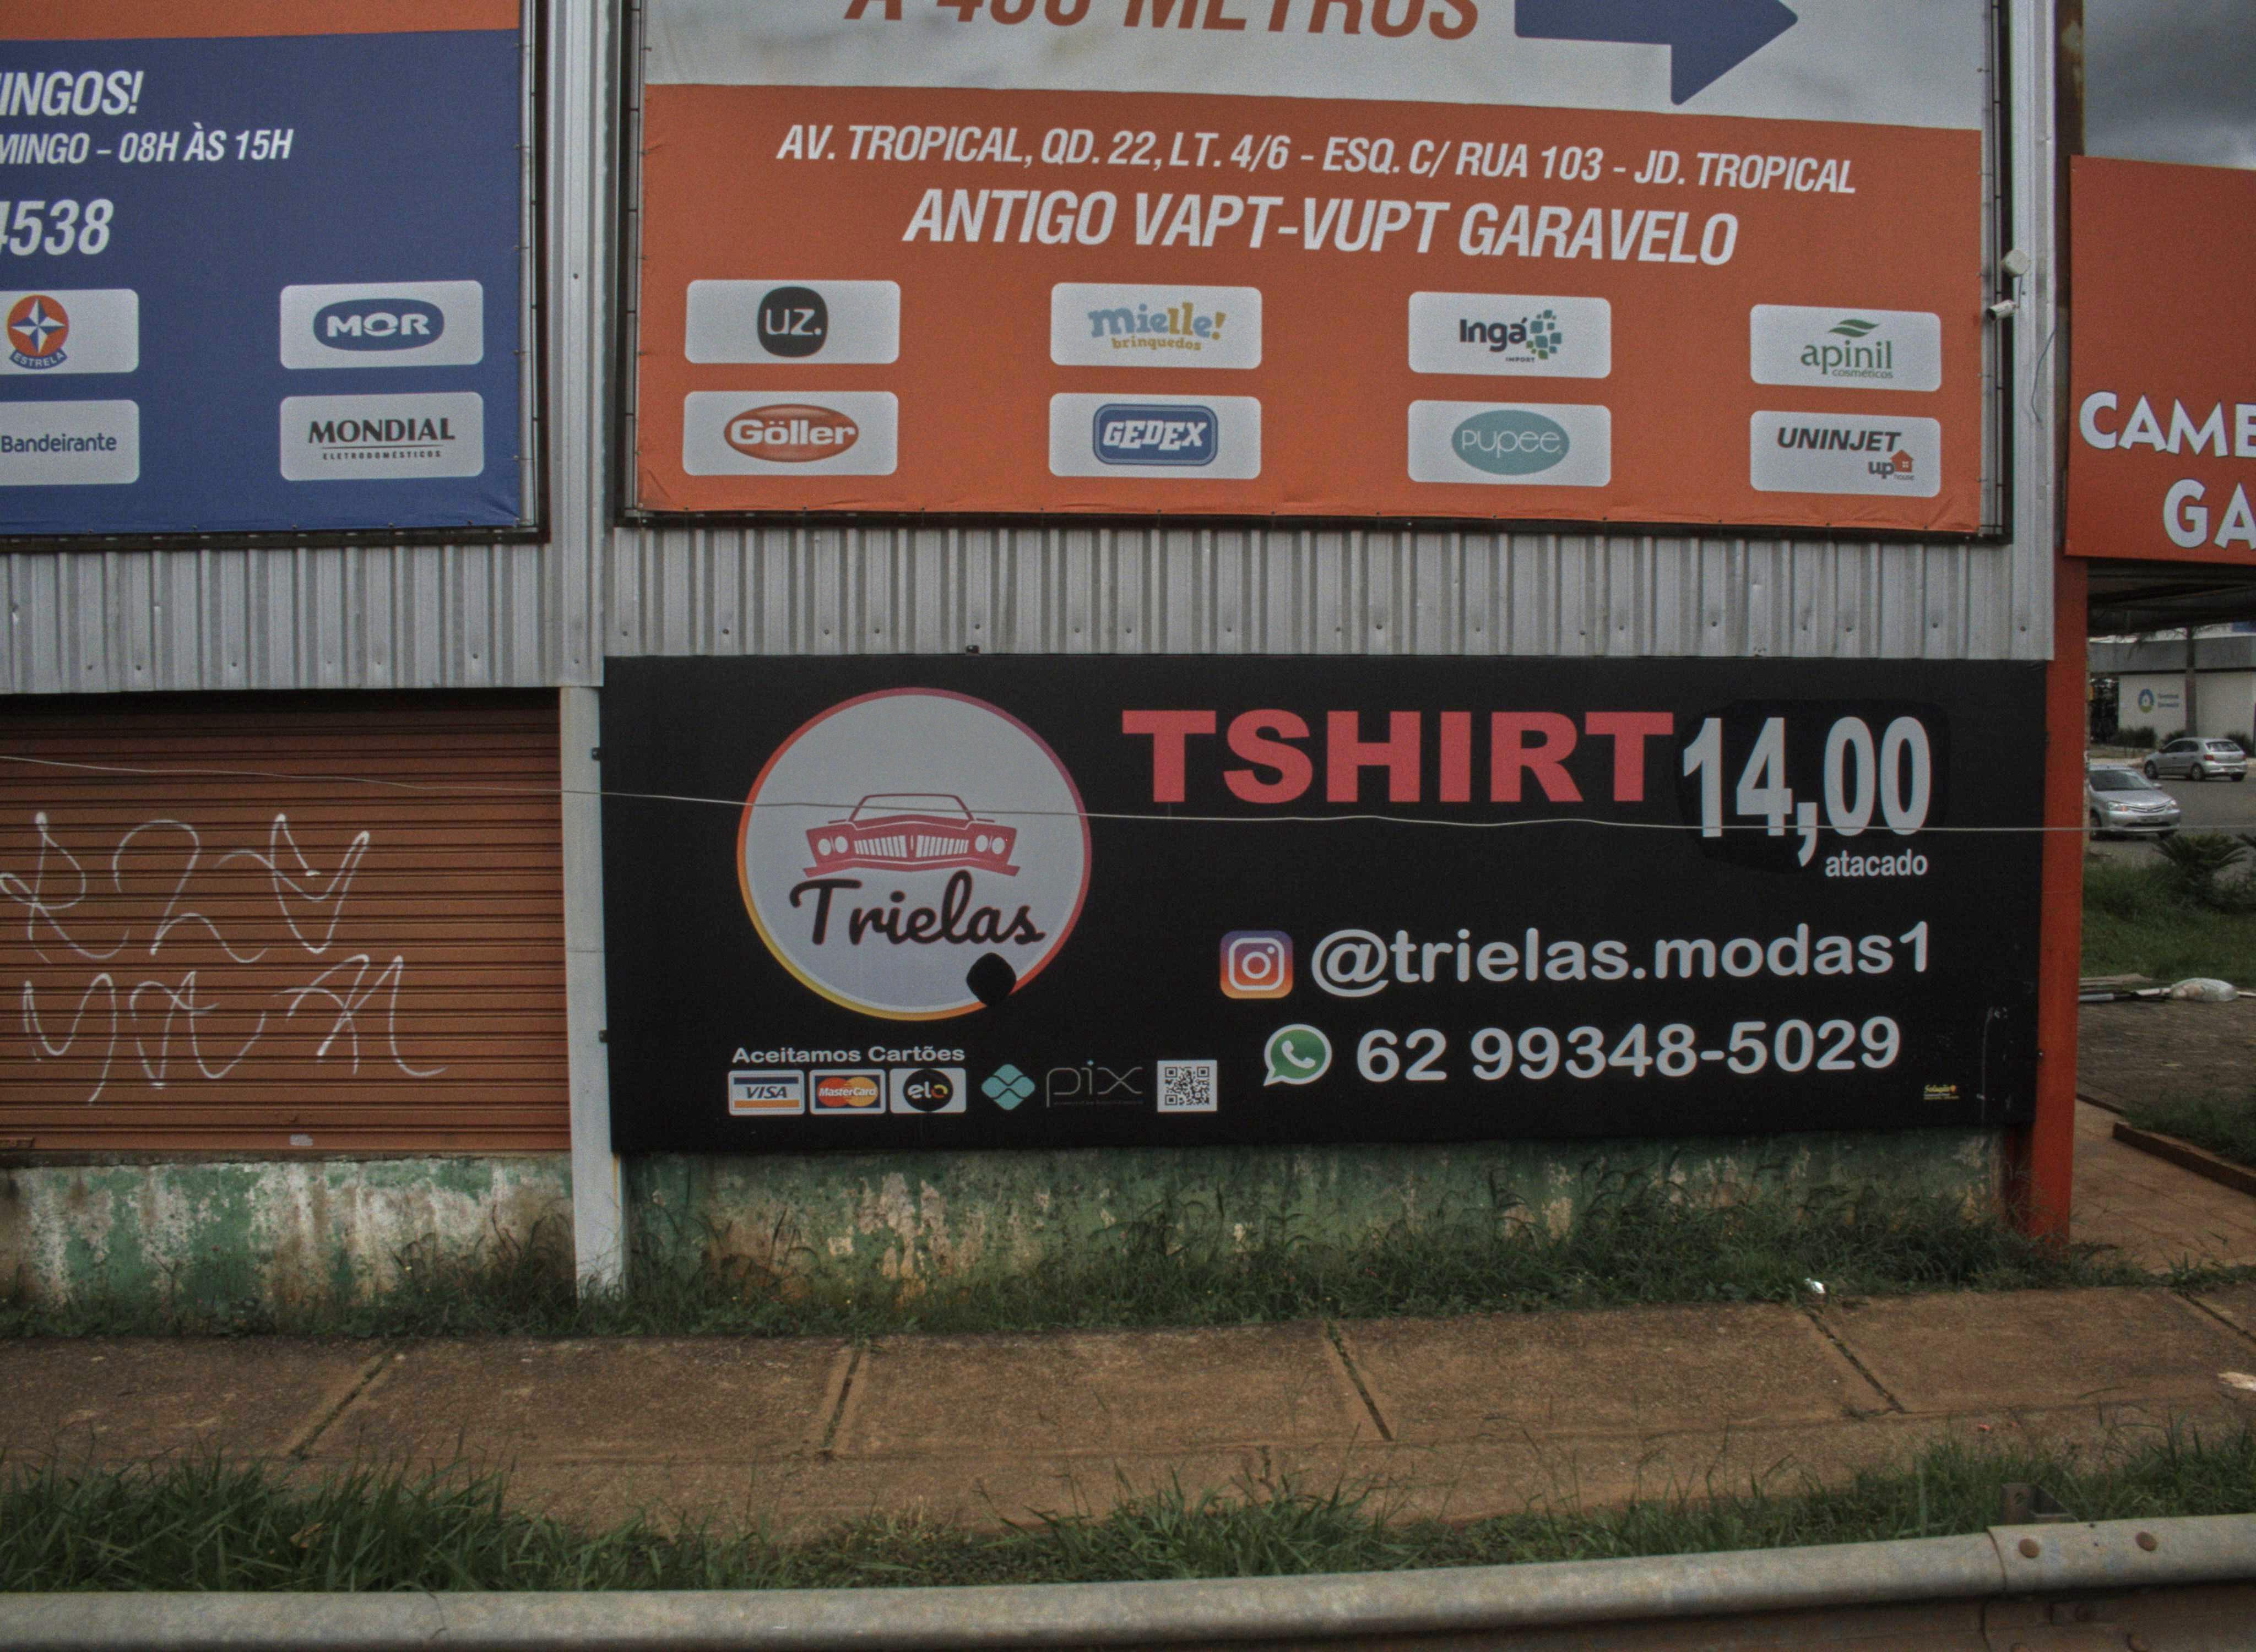 INGOS!
MINGO – 08H ÀS 15H
4538
ESTRELA
MOR
Bandeirante
MONDIAL
ELETRODOMÉSTICOS
A 400 METROS
AV. TROPICAL, QD. 22, LT. 4/6 - ESQ. C/ RUA 103 - JD. TROPICAL
ANTIGO VAPT-VUPT GARAVELO
UZ.
mielle!
brinquedos
Ingá
IMPORT
apinil
cosméticos
Göller
GEDEX
pupee
UNINJET
up
house
CAME
GA
TSHIRT 14,00
atacado
Trielas
@trielas.modas1
62 99348-5029
Aceitamos Cartões
VISA
MasterCard
elo
pix